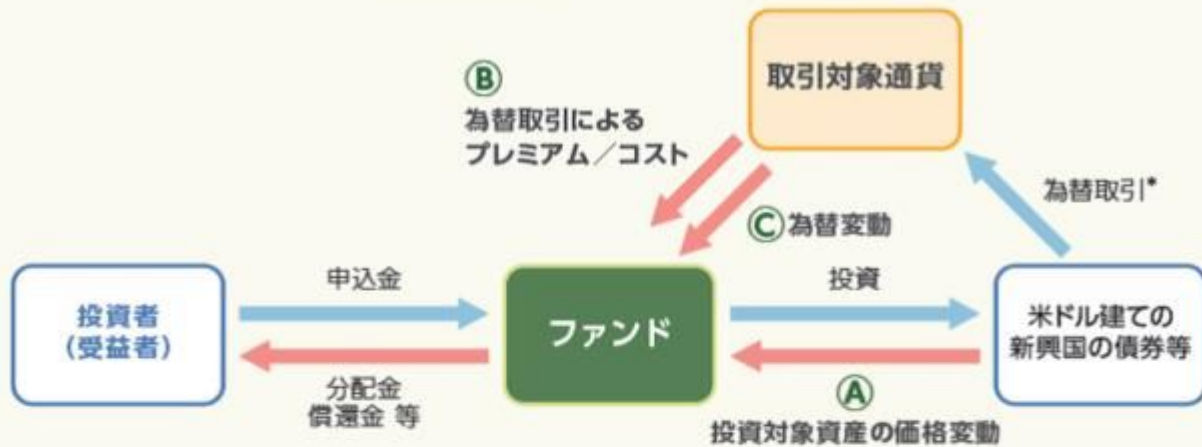 取引対象通貨
Ⓑ
為替取引による
プレミアム／コスト
為替取引*
Ⓒ為替変動
投資者
（受益者）
申込金
分配金
償還金 等
ファンド
投資
Ⓐ
投資対象資産の価格変動
米ドル建ての
新興国の債券等